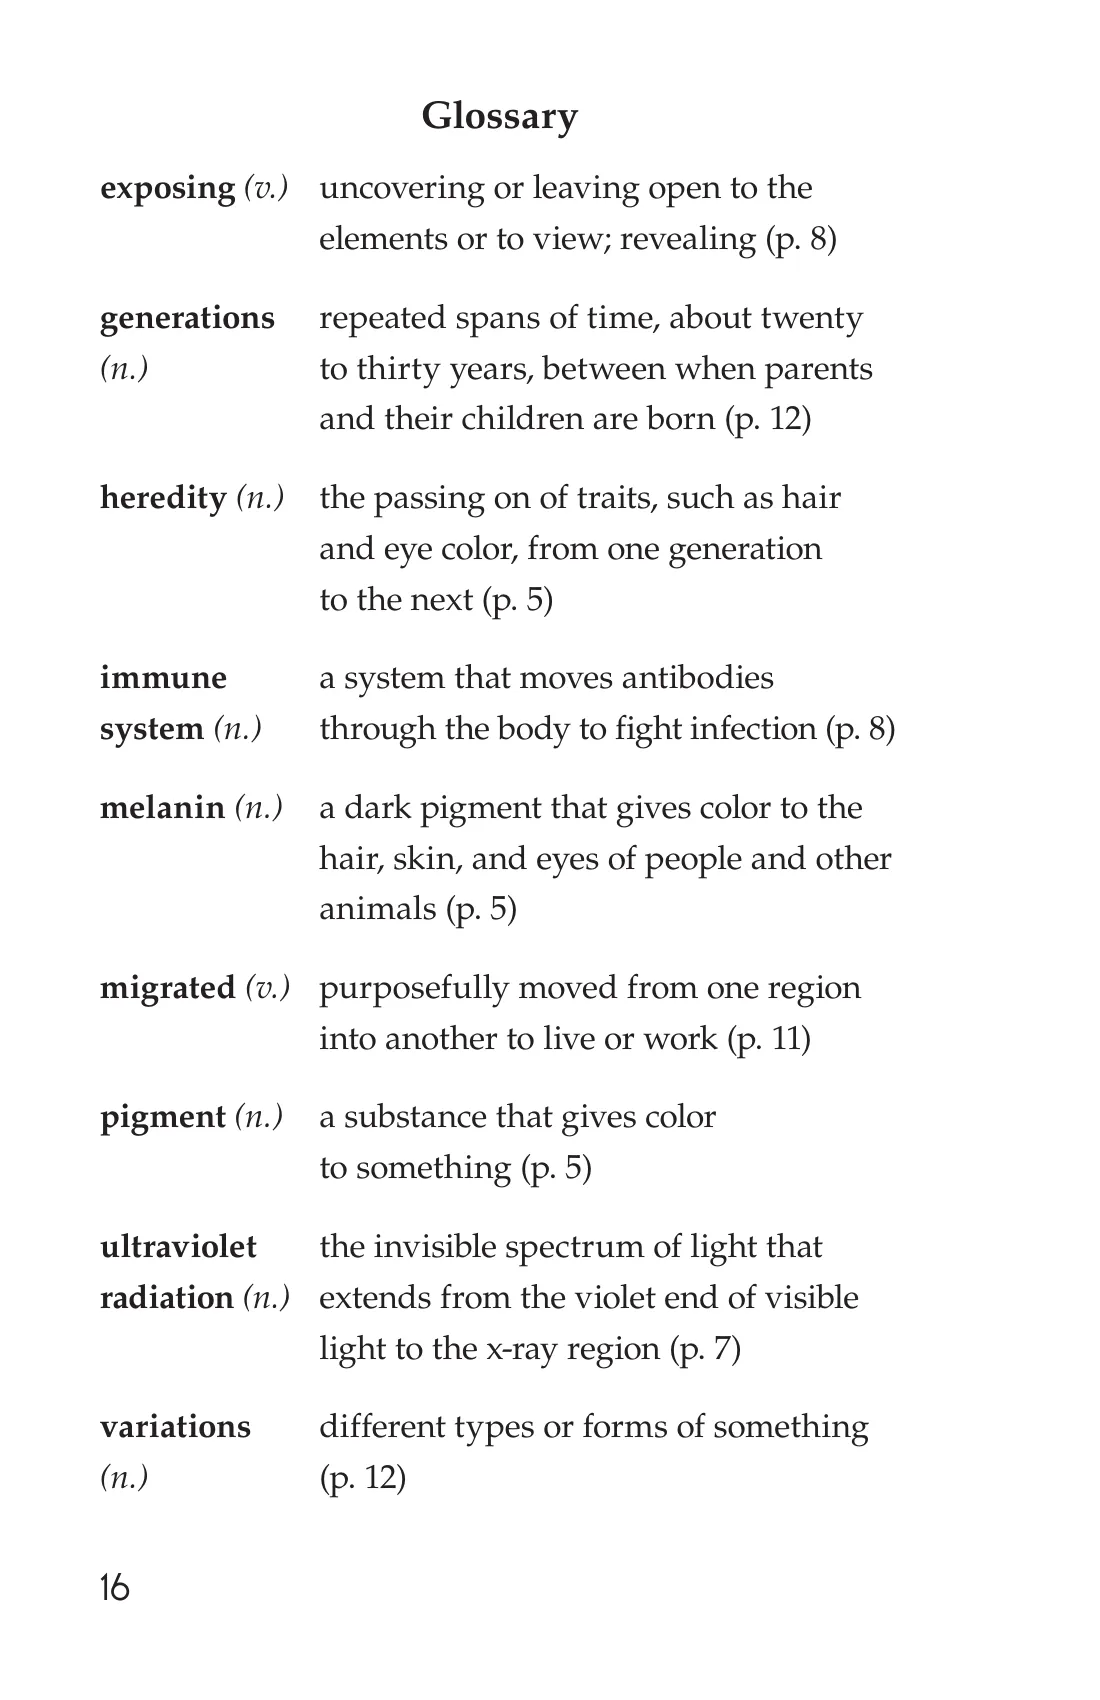 Glossary
exposing (v.) uncovering or leaving open to the
elements or to view; revealing (p. 8)
generations repeated spans of time, about twenty
(n.) to thirty years, between when parents
and their children are born (p. 12)
heredity (n.) the passing on of traits, such as hair
and eye color, from one generation
to the next (p. 5)
immune a system that moves antibodies
system (n.) through the body to fight infection (p. 8)
melanin (n.) a dark pigment that gives color to the
hair, skin, and eyes of people and other
animals (p. 5)
migrated (v.) purposefully moved from one region
into another to live or work (p. 11)
pigment (n.) a substance that gives color
to something (p. 5)
ultraviolet the invisible spectrum of light that
radiation (n.) extends from the violet end of visible
light to the x-ray region (p. 7)
variations different types or forms of something
(n.) (p. 12)
16